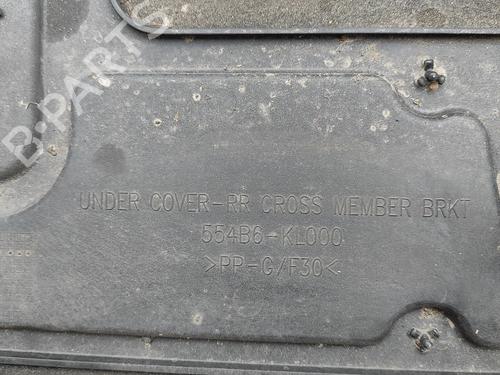 B-PARTS
UNDER COVER-RR CROSS MEMBER BRKT
554B6-KL000
>PP-G/F30<